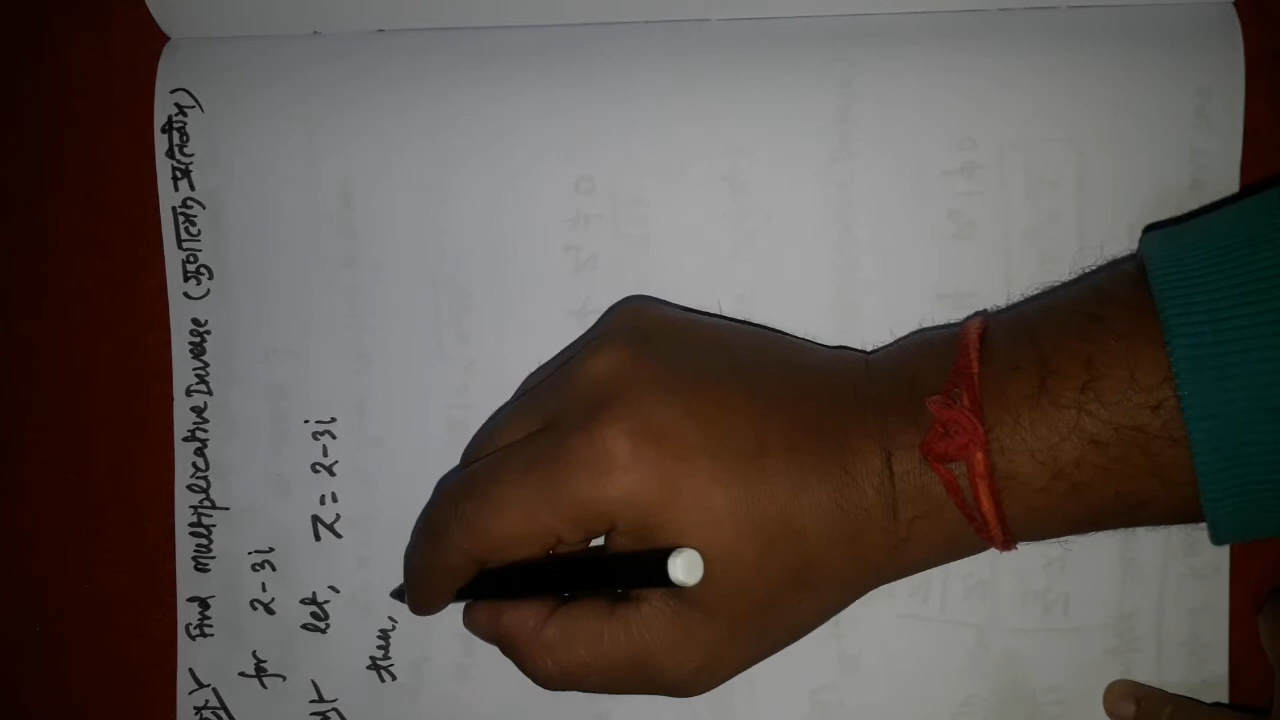 Find multiplicative Inverse (गुणात्मक प्रतिलोम)
for 2-3i
let, z = 2-3i
then,